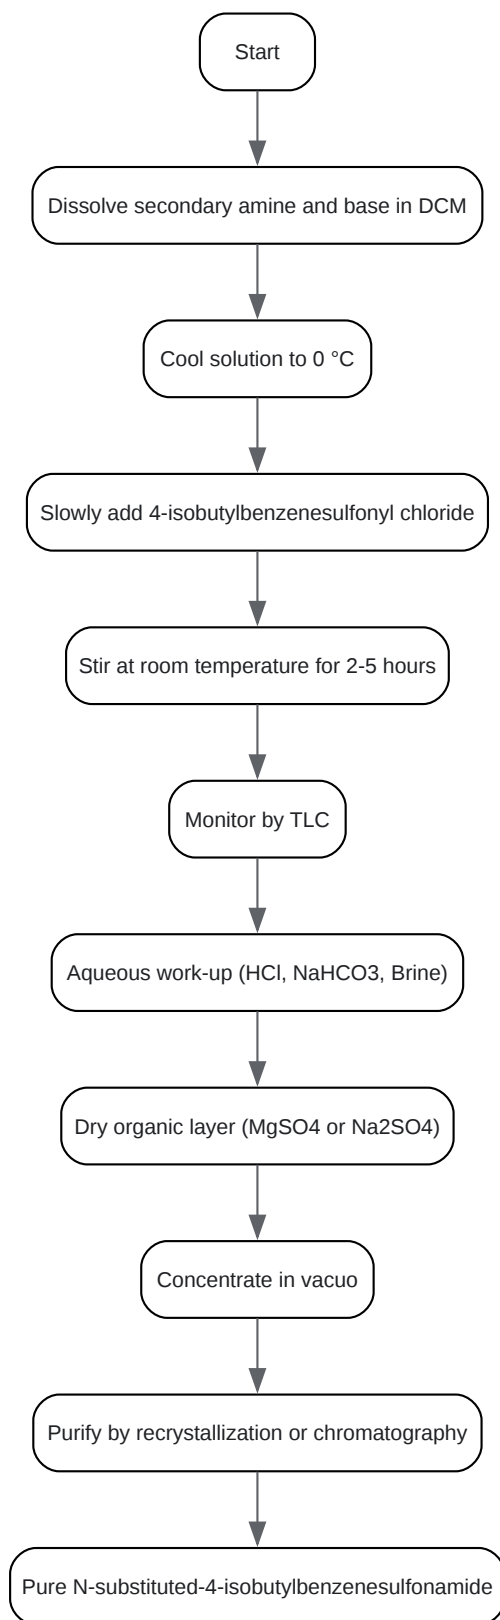 Start
Dissolve secondary amine and base in DCM
Cool solution to 0 °C
Slowly add 4-isobutylbenzenesulfonyl chloride
Stir at room temperature for 2-5 hours
Monitor by TLC
Aqueous work-up (HCl, NaHCO3, Brine)
Dry organic layer (MgSO4 or Na2SO4)
Concentrate in vacuo
Purify by recrystallization or chromatography
Pure N-substituted-4-isobutylbenzenesulfonamide